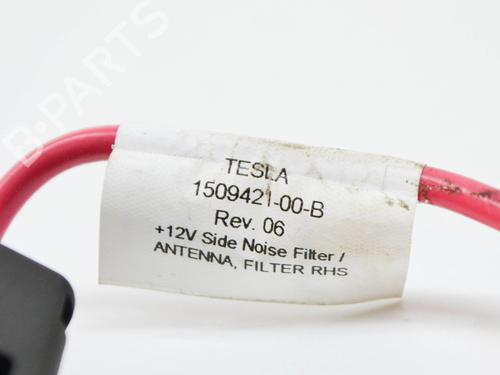 B-PARTS
TESLA
1509421-00-B
Rev. 06
+12V Side Noise Filter /
ANTENNA, FILTER RHS